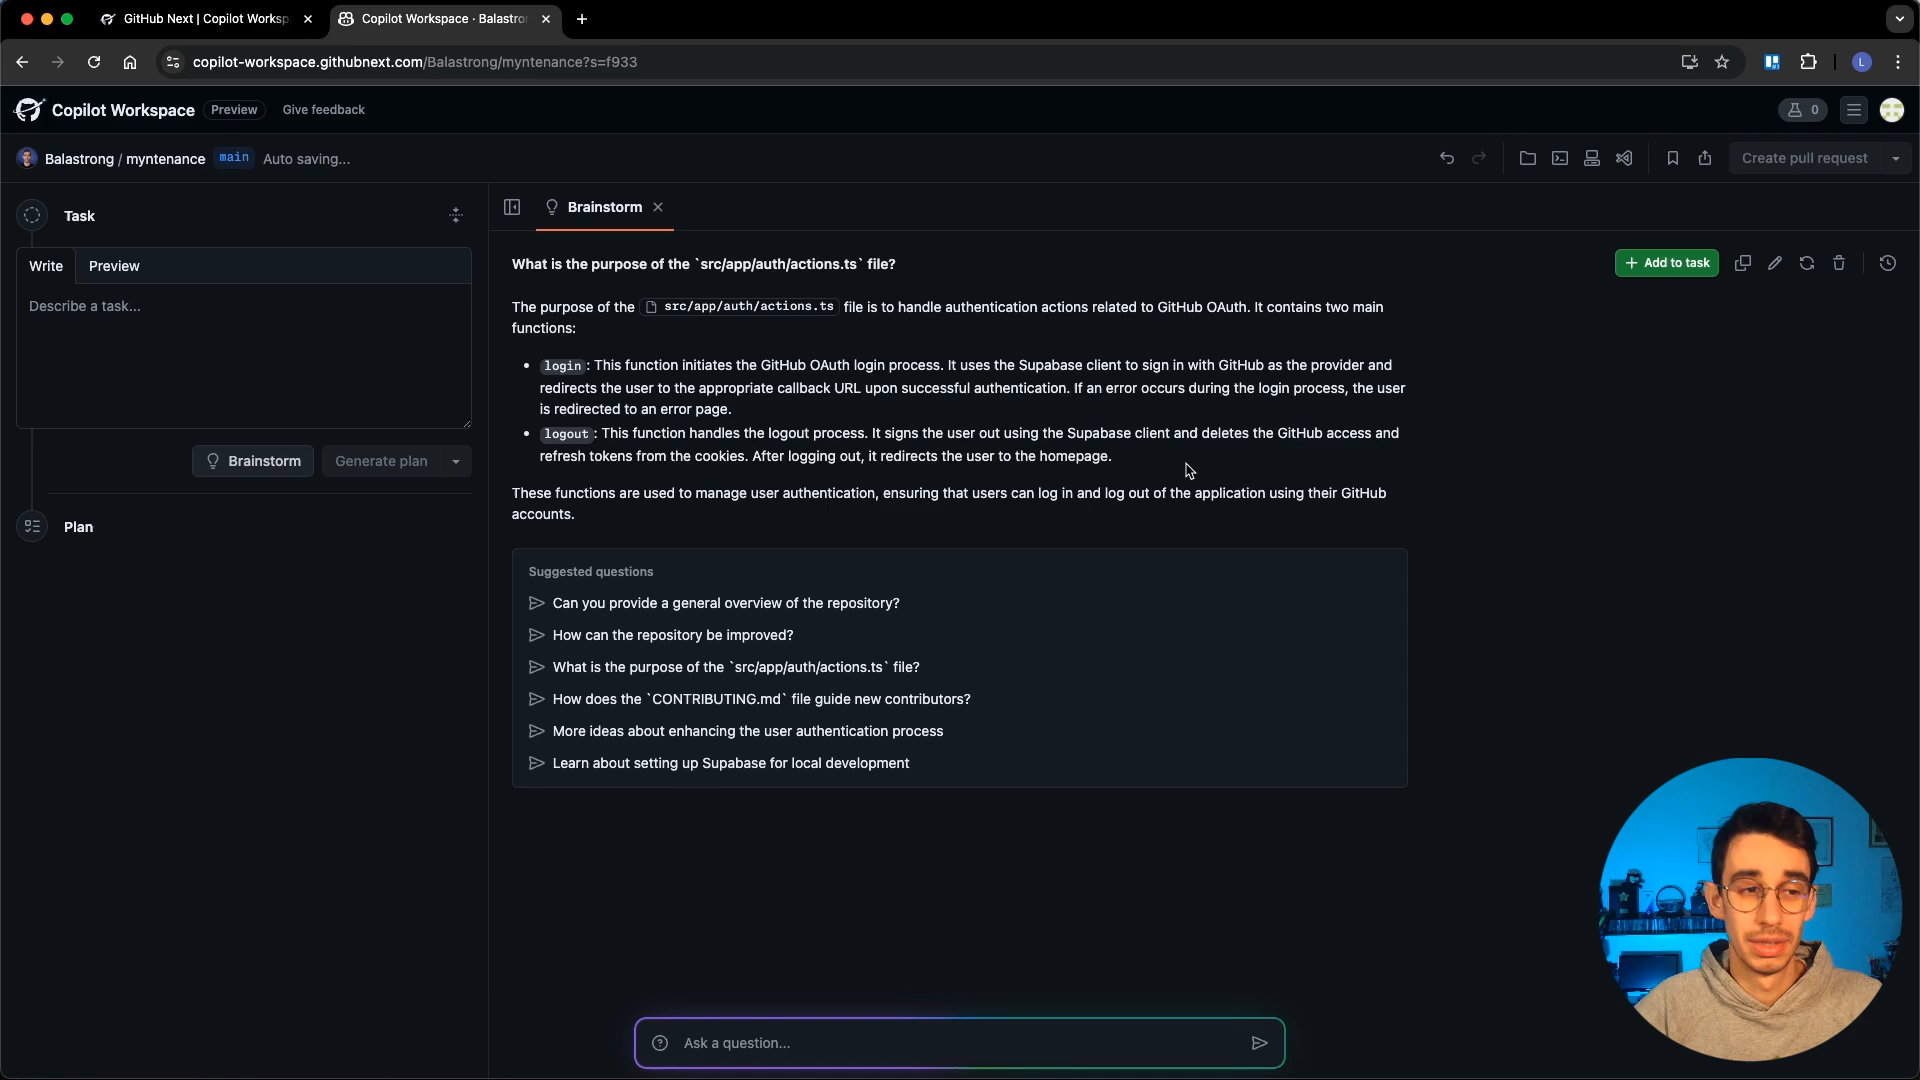 GitHub Next | Copilot Worksp
Copilot Workspace · Balastron
copilot-workspace.githubnext.com/Balastrong/myntenance?s=f933
L
Copilot Workspace
Preview
Give feedback
0
Balastrong / myntenance
main
Auto saving...
Create pull request
Task
Write
Preview
Describe a task...
Brainstorm
Generate plan
Plan
Brainstorm
What is the purpose of the `src/app/auth/actions.ts` file?
Add to task
The purpose of the src/app/auth/actions.ts file is to handle authentication actions related to GitHub OAuth. It contains two main
functions:
• login: This function initiates the GitHub OAuth login process. It uses the Supabase client to sign in with GitHub as the provider and
redirects the user to the appropriate callback URL upon successful authentication. If an error occurs during the login process, the user
is redirected to an error page.
• logout: This function handles the logout process. It signs the user out using the Supabase client and deletes the GitHub access and
refresh tokens from the cookies. After logging out, it redirects the user to the homepage.
These functions are used to manage user authentication, ensuring that users can log in and log out of the application using their GitHub
accounts.
Suggested questions
Can you provide a general overview of the repository?
How can the repository be improved?
What is the purpose of the `src/app/auth/actions.ts` file?
How does the `CONTRIBUTING.md` file guide new contributors?
More ideas about enhancing the user authentication process
Learn about setting up Supabase for local development
Ask a question...